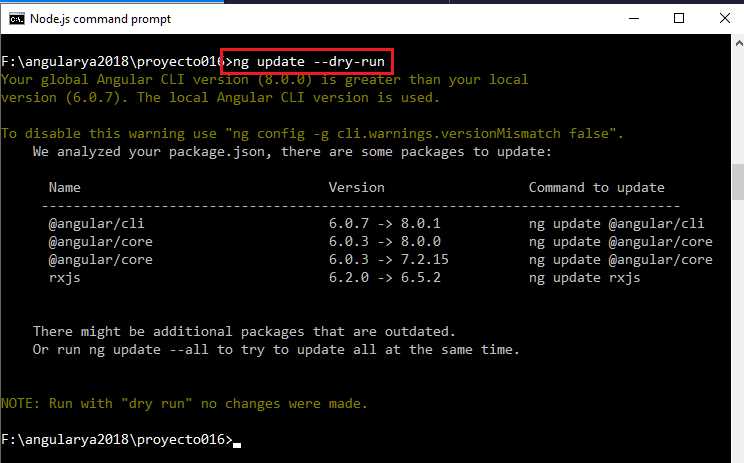 Node.js command prompt
F:\angularya2018\proyecto016>ng update --dry-run
Your global Angular CLI version (8.0.0) is greater than your local
version (6.0.7). The local Angular CLI version is used.
To disable this warning use "ng config -g cli.warnings.versionMismatch false".
We analyzed your package.json, there are some packages to update:
Name Version Command to update
--------------------------------------------------------------------------------
@angular/cli 6.0.7 -> 8.0.1 ng update @angular/cli
@angular/core 6.0.3 -> 8.0.0 ng update @angular/core
@angular/core 6.0.3 -> 7.2.15 ng update @angular/core
rxjs 6.2.0 -> 6.5.2 ng update rxjs
There might be additional packages that are outdated.
Or run ng update --all to try to update all at the same time.
NOTE: Run with "dry run" no changes were made.
F:\angularya2018\proyecto016>